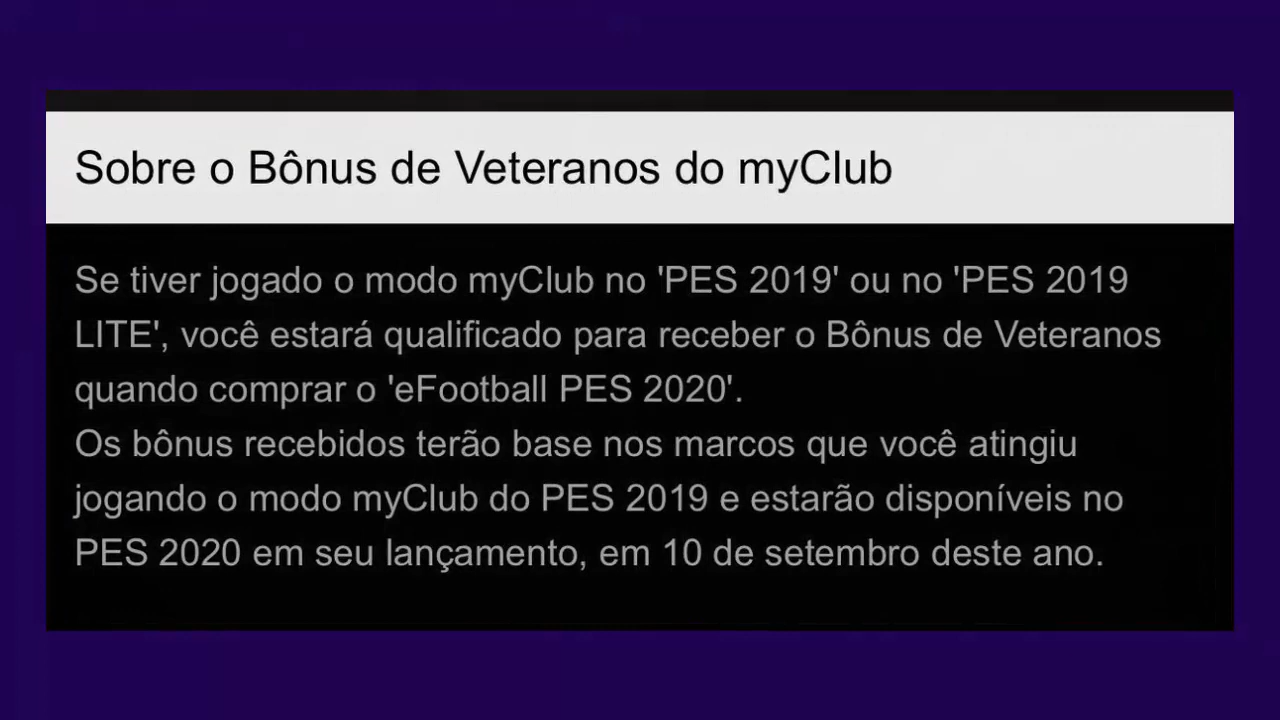 Sobre o Bônus de Veteranos do myClub
Se tiver jogado o modo myClub no 'PES 2019' ou no 'PES 2019
LITE', você estará qualificado para receber o Bônus de Veteranos
quando comprar o 'eFootball PES 2020'.
Os bônus recebidos terão base nos marcos que você atingiu
jogando o modo myClub do PES 2019 e estarão disponíveis no
PES 2020 em seu lançamento, em 10 de setembro deste ano.